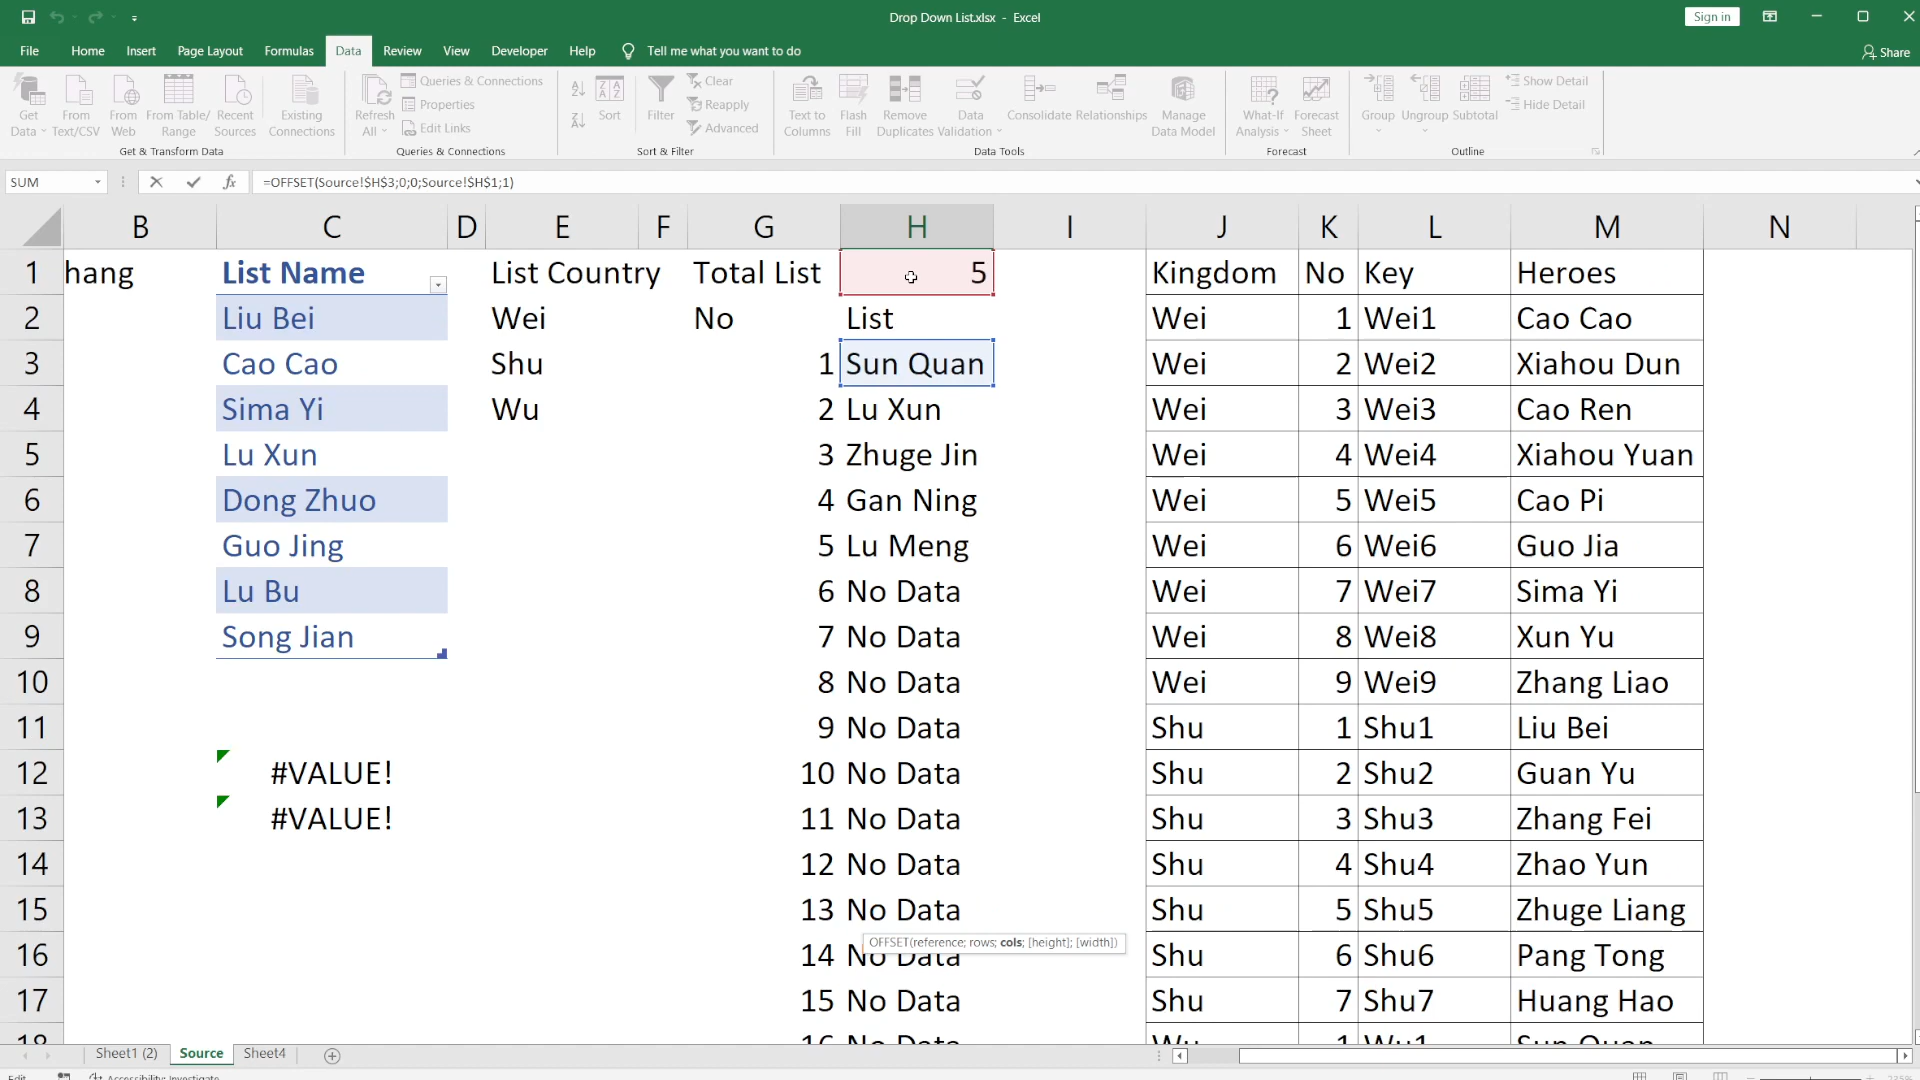 Drop Down List.xlsx - Excel
Sign in
File Home Insert Page Layout Formulas Data Review View Developer Help Tell me what you want to do
Share
Get Data
From Text/CSV
From Web
From Table/ Range
Recent Sources
Existing Connections
Get & Transform Data
Refresh All
Queries & Connections
Properties
Edit Links
Queries & Connections
Sort
Filter
Clear
Reapply
Advanced
Sort & Filter
Text to Columns
Flash Fill
Remove Duplicates
Data Validation
Consolidate
Relationships
Manage Data Model
Data Tools
What-If Analysis
Forecast Sheet
Forecast
Group
Ungroup
Subtotal
Show Detail
Hide Detail
Outline
SUM fx =OFFSET(Source!$H$3;0;0;Source!$H$1;1)
B C D E F G H I J K L M N
1 hang List Name List Country Total List 5 Kingdom No Key Heroes
2 Liu Bei Wei No List Wei 1 Wei1 Cao Cao
3 Cao Cao Shu 1 Sun Quan Wei 2 Wei2 Xiahou Dun
4 Sima Yi Wu 2 Lu Xun Wei 3 Wei3 Cao Ren
5 Lu Xun 3 Zhuge Jin Wei 4 Wei4 Xiahou Yuan
6 Dong Zhuo 4 Gan Ning Wei 5 Wei5 Cao Pi
7 Guo Jing 5 Lu Meng Wei 6 Wei6 Guo Jia
8 Lu Bu 6 No Data Wei 7 Wei7 Sima Yi
9 Song Jian 7 No Data Wei 8 Wei8 Xun Yu
10 8 No Data Wei 9 Wei9 Zhang Liao
11 9 No Data Shu 1 Shu1 Liu Bei
12 #VALUE! 10 No Data Shu 2 Shu2 Guan Yu
13 #VALUE! 11 No Data Shu 3 Shu3 Zhang Fei
14 12 No Data Shu 4 Shu4 Zhao Yun
15 13 No Data Shu 5 Shu5 Zhuge Liang
OFFSET(reference; rows; cols; [height]; [width])
16 14 No Data Shu 6 Shu6 Pang Tong
17 15 No Data Shu 7 Shu7 Huang Hao
18 16 No Data Wu 1 Wu1 Sun Quan
Sheet1 (2) Source Sheet4
Edit Accessibility: Investigate